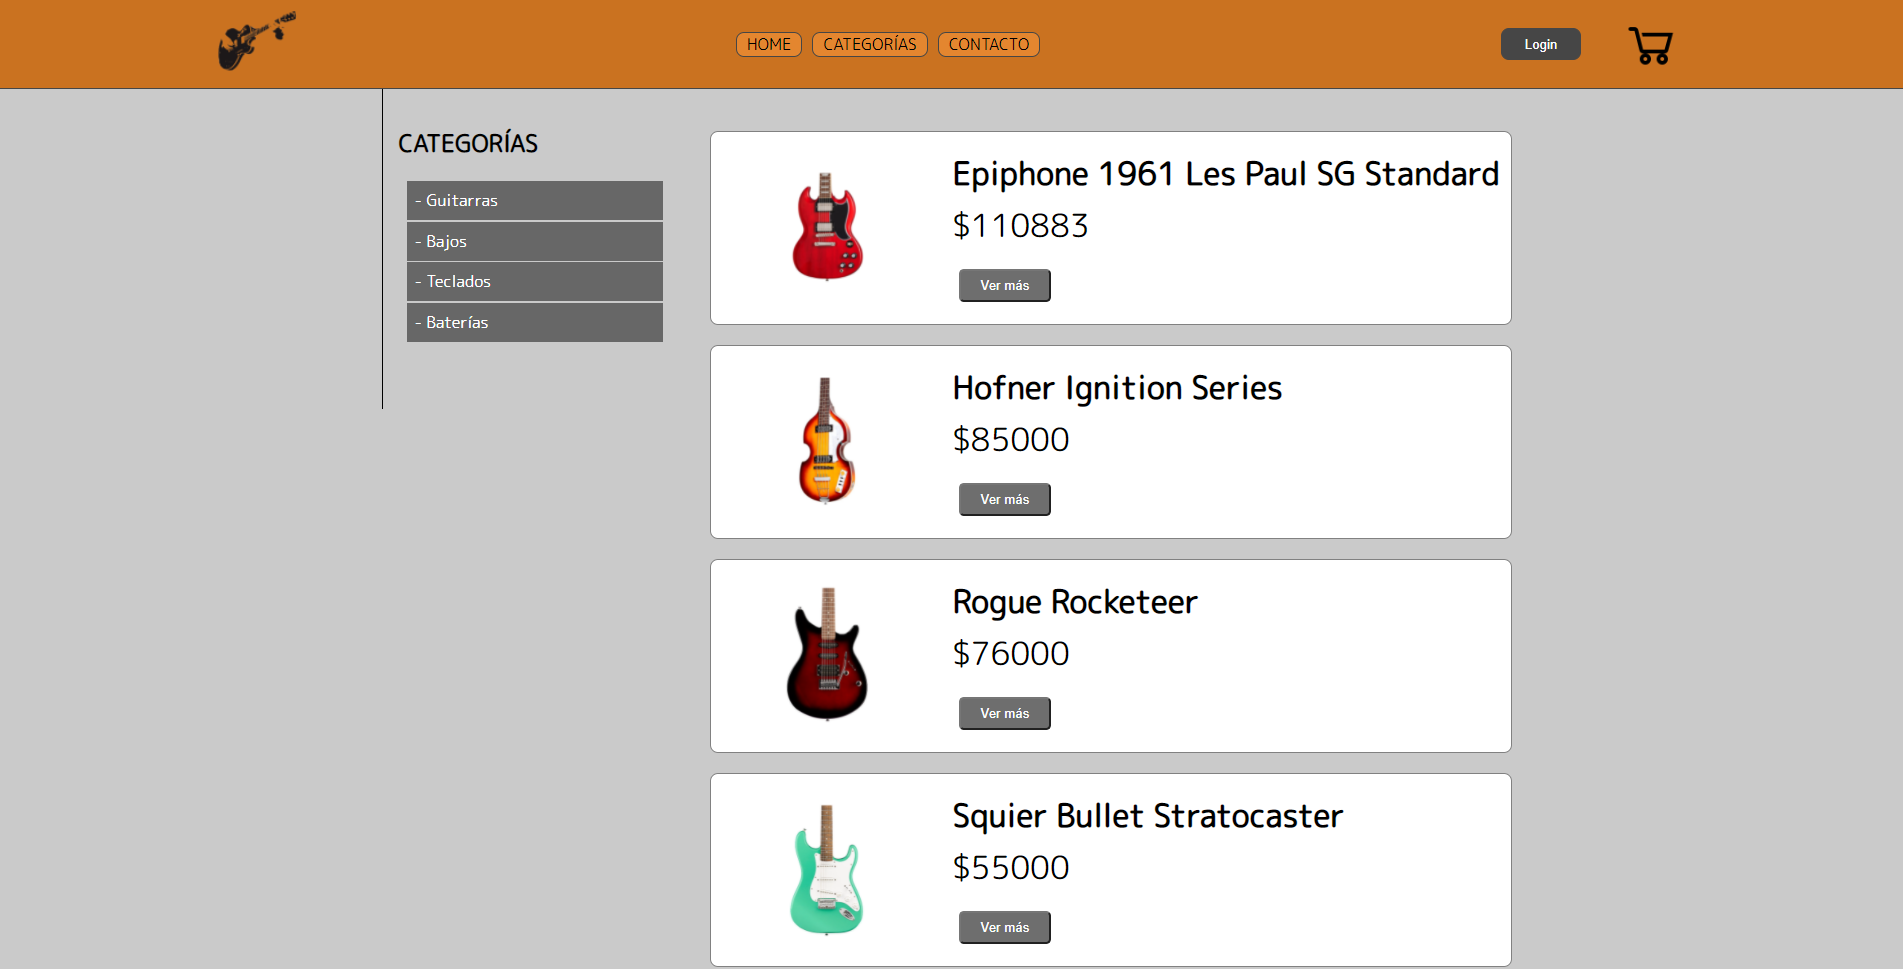 HOME
CATEGORÍAS
CONTACTO
Login
CATEGORÍAS
- Guitarras
- Bajos
- Teclados
- Baterías
Epiphone 1961 Les Paul SG Standard
$110883
Ver más
Hofner Ignition Series
$85000
Ver más
Rogue Rocketeer
$76000
Ver más
Squier Bullet Stratocaster
$55000
Ver más